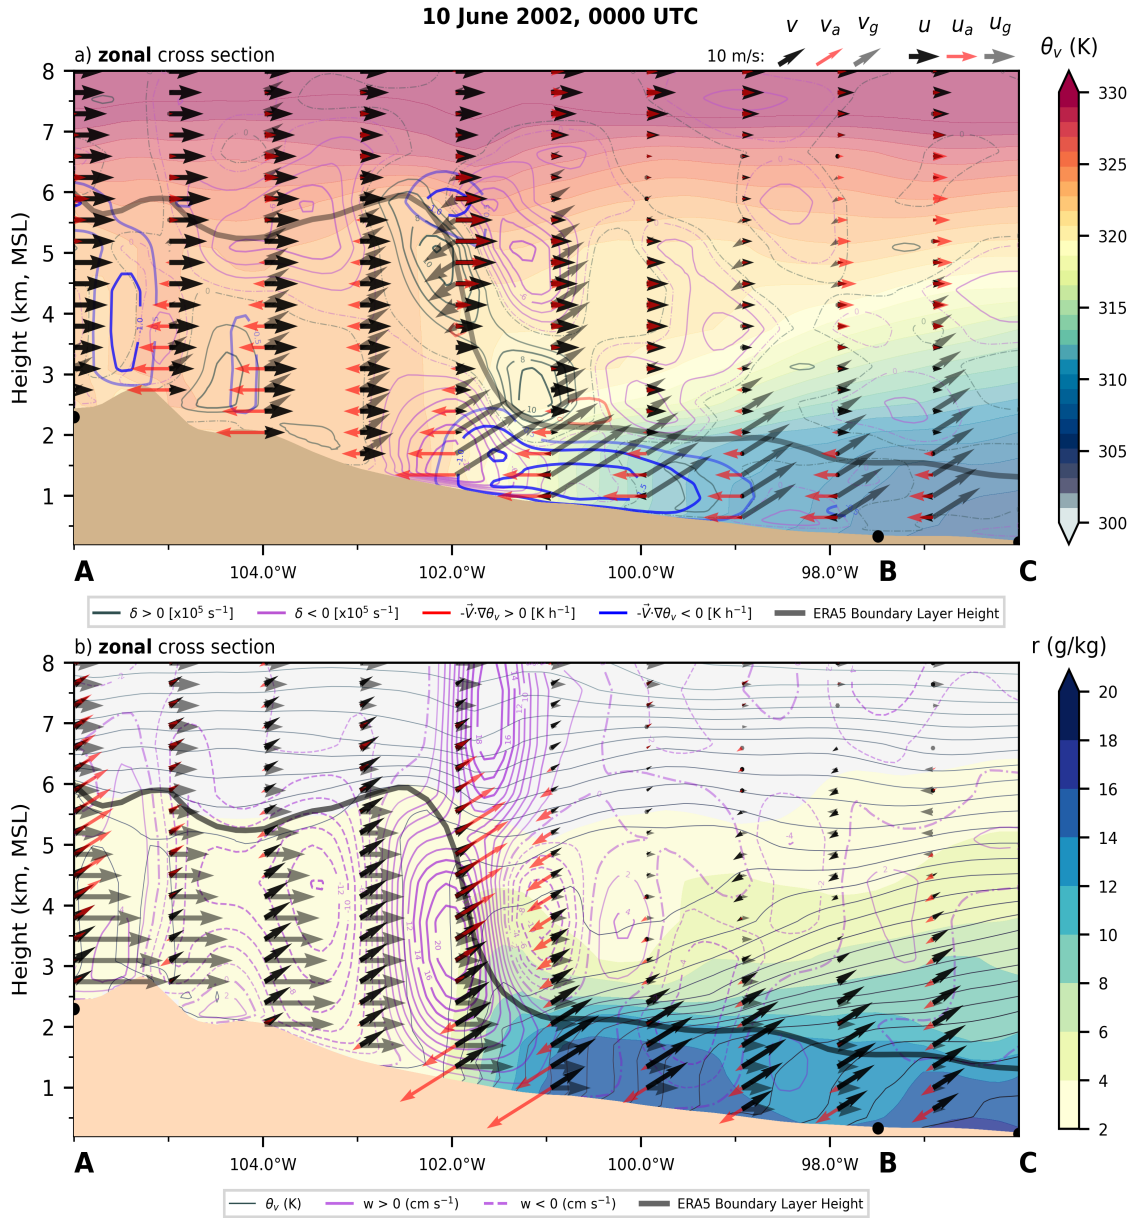 10 June 2002, 0000 UTC
a) zonal cross section
10 m/s:
v vₐ v_g u uₐ u_g
θᵥ (K)
Height (km, MSL)
8
7
6
5
4
3
2
1
330
325
320
315
310
305
300
104.0°W 102.0°W 100.0°W 98.0°W
A B C
δ > 0 [x10⁵ s⁻¹] δ < 0 [x10⁵ s⁻¹] -V⃗·∇θᵥ > 0 [K h⁻¹] -V⃗·∇θᵥ < 0 [K h⁻¹] ERA5 Boundary Layer Height
b) zonal cross section
r (g/kg)
Height (km, MSL)
8
7
6
5
4
3
2
1
20
18
16
14
12
10
8
6
4
2
104.0°W 102.0°W 100.0°W 98.0°W
A B C
θᵥ (K) w > 0 (cm s⁻¹) w < 0 (cm s⁻¹) ERA5 Boundary Layer Height